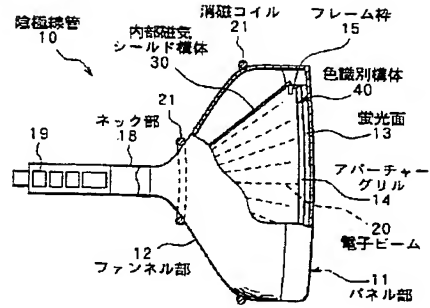 陰極線管
10
内部磁気
シールド構体
30
消磁コイル
21
フレーム枠
15
色識別構体
40
蛍光面
13
19
ネック部
18
21
アパーチャー
グリル
14
20
電子ビーム
12
ファンネル部
11
パネル部